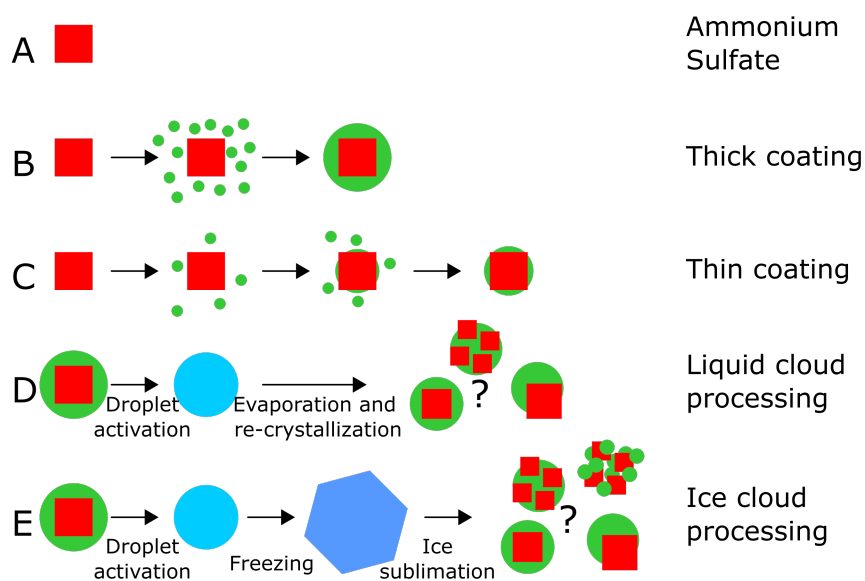 A
Ammonium
Sulfate
B
Thick coating
C
Thin coating
D
Droplet
activation
Evaporation and
re-crystallization
?
Liquid cloud
processing
E
Droplet
activation
Freezing
Ice
sublimation
?
Ice cloud
processing